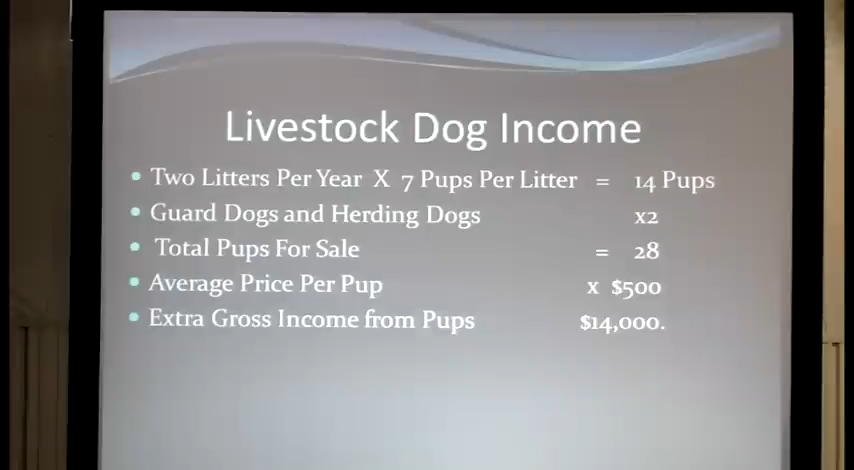 Livestock Dog Income
• Two Litters Per Year X 7 Pups Per Litter = 14 Pups
• Guard Dogs and Herding Dogs x2
• Total Pups For Sale = 28
• Average Price Per Pup x $500
• Extra Gross Income from Pups $14,000.